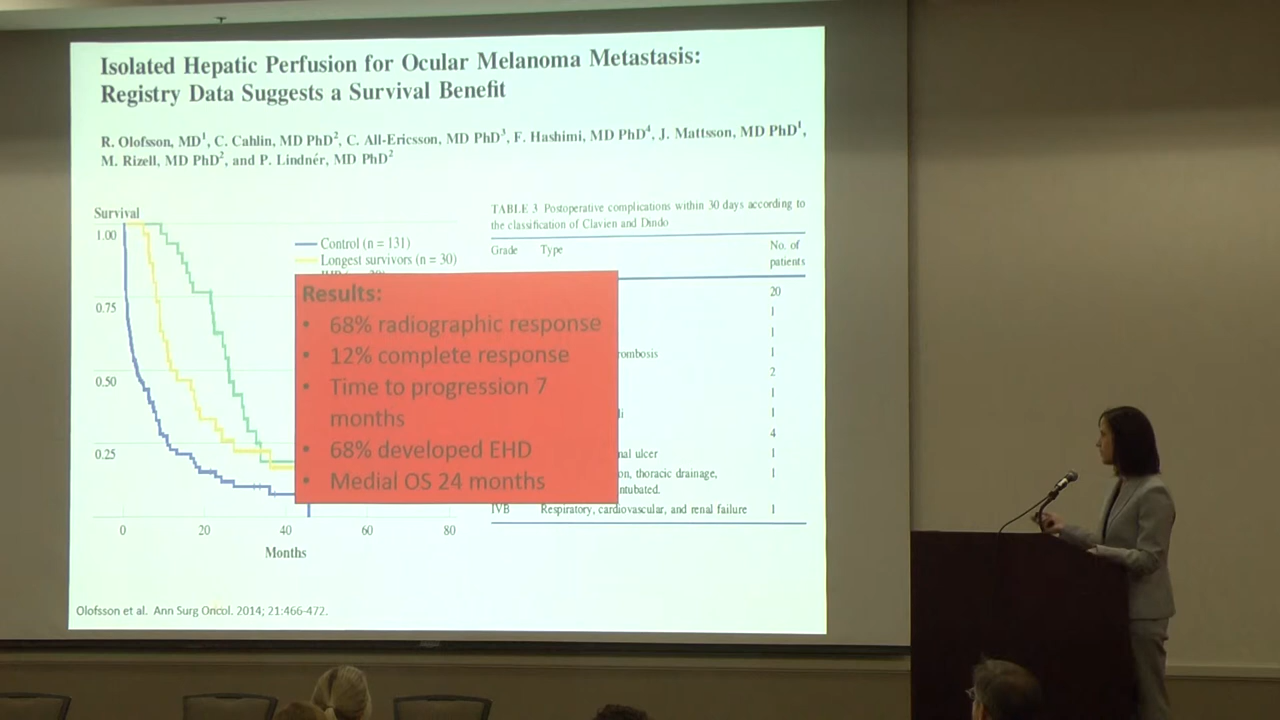 Isolated Hepatic Perfusion for Ocular Melanoma Metastasis:
Registry Data Suggests a Survival Benefit
R. Olofsson, MD¹, C. Cahlin, MD PhD², C. All-Ericsson, MD PhD³, F. Hashimi, MD PhD⁴, J. Mattsson, MD PhD¹,
M. Rizell, MD PhD², and P. Lindnér, MD PhD²
Survival
1.00
0.75
0.50
0.25
0 20 40 60 80
Months
Control (n = 131)
Longest survivors (n = 30)
Results:
• 68% radiographic response
• 12% complete response
• Time to progression 7
months
• 68% developed EHD
• Medial OS 24 months
TABLE 3 Postoperative complications within 30 days according to
the classification of Clavien and Dindo
Grade Type No. of
patients
20
1
1
rombosis 1
2
1
1
4
nal ulcer 1
on, thoracic drainage, 1
ntubated.
IVB Respiratory, cardiovascular, and renal failure 1
Olofsson et al. Ann Surg Oncol. 2014; 21:466-472.